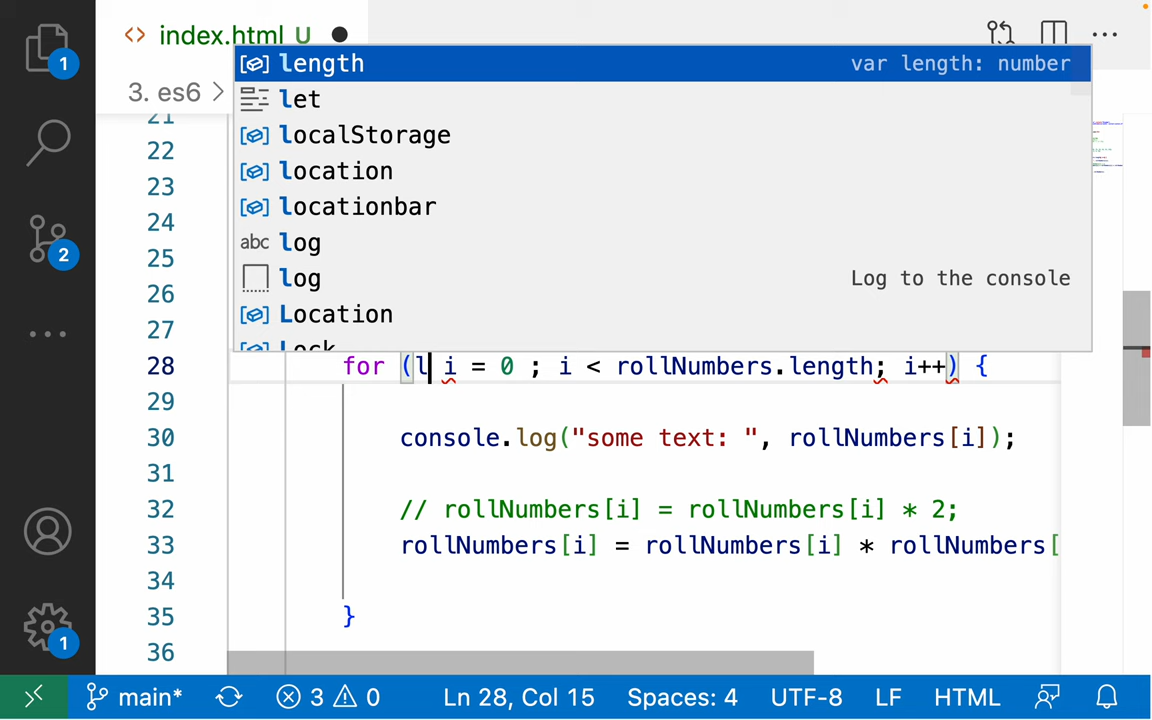 index.html U
1
3. es6 >
length var length: number
let
localStorage
location
locationbar
abc log
log Log to the console
Location
Lock
21
22
23
24
25
26
27
28 for (l i = 0 ; i < rollNumbers.length; i++) {
29
30 console.log("some text: ", rollNumbers[i]);
31
32 // rollNumbers[i] = rollNumbers[i] * 2;
33 rollNumbers[i] = rollNumbers[i] * rollNumbers[
34
35 }
36
2
1
main* 3 0 Ln 28, Col 15 Spaces: 4 UTF-8 LF HTML